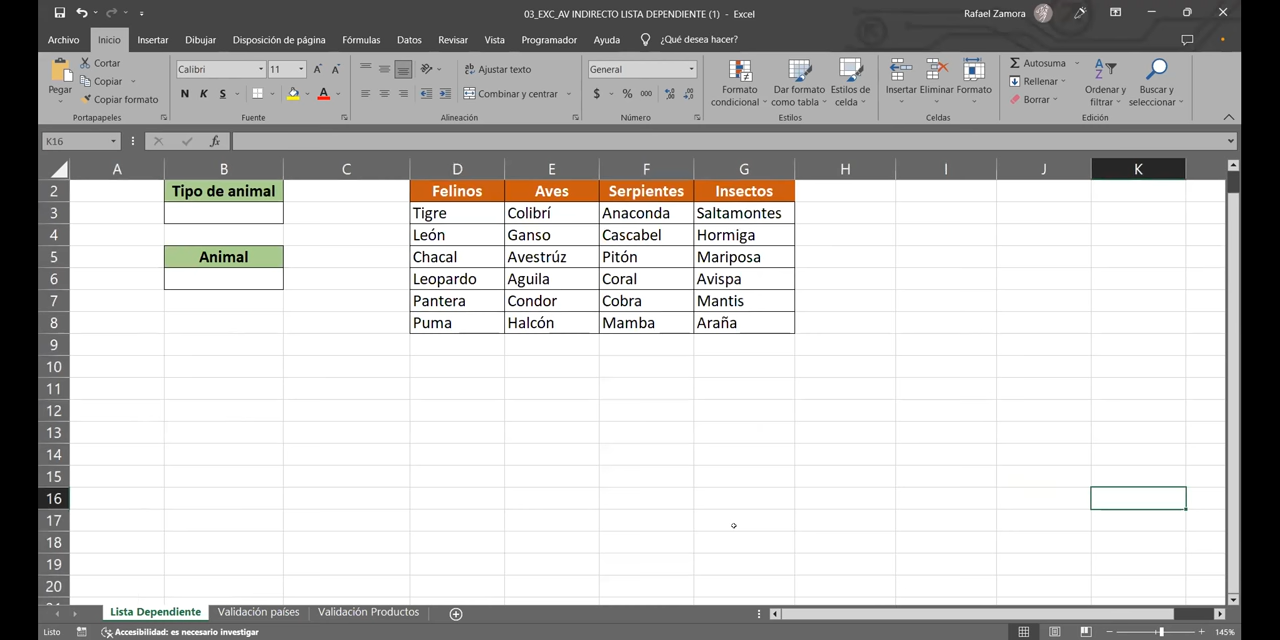 03_EXC_AV INDIRECTO LISTA DEPENDIENTE (1) - Excel
Rafael Zamora
Archivo Inicio Insertar Dibujar Disposición de página Fórmulas Datos Revisar Vista Programador Ayuda ¿Qué desea hacer?
Pegar
Cortar
Copiar
Copiar formato
Portapapeles
Calibri 11
N K S
Fuente
Ajustar texto
Combinar y centrar
Alineación
General
$ % 000
Número
Formato condicional
Dar formato como tabla
Estilos de celda
Estilos
Insertar Eliminar Formato
Celdas
Autosuma
Rellenar
Borrar
Ordenar y filtrar
Buscar y seleccionar
Edición
K16 fx
A B C D E F G H I J K
2 Tipo de animal Felinos Aves Serpientes Insectos
3 Tigre Colibrí Anaconda Saltamontes
4 León Ganso Cascabel Hormiga
5 Animal Chacal Avestrúz Pitón Mariposa
6 Leopardo Aguila Coral Avispa
7 Pantera Condor Cobra Mantis
8 Puma Halcón Mamba Araña
9
10
11
12
13
14
15
16
17
18
19
20
Lista Dependiente Validación países Validación Productos
Listo Accesibilidad: es necesario investigar 145%